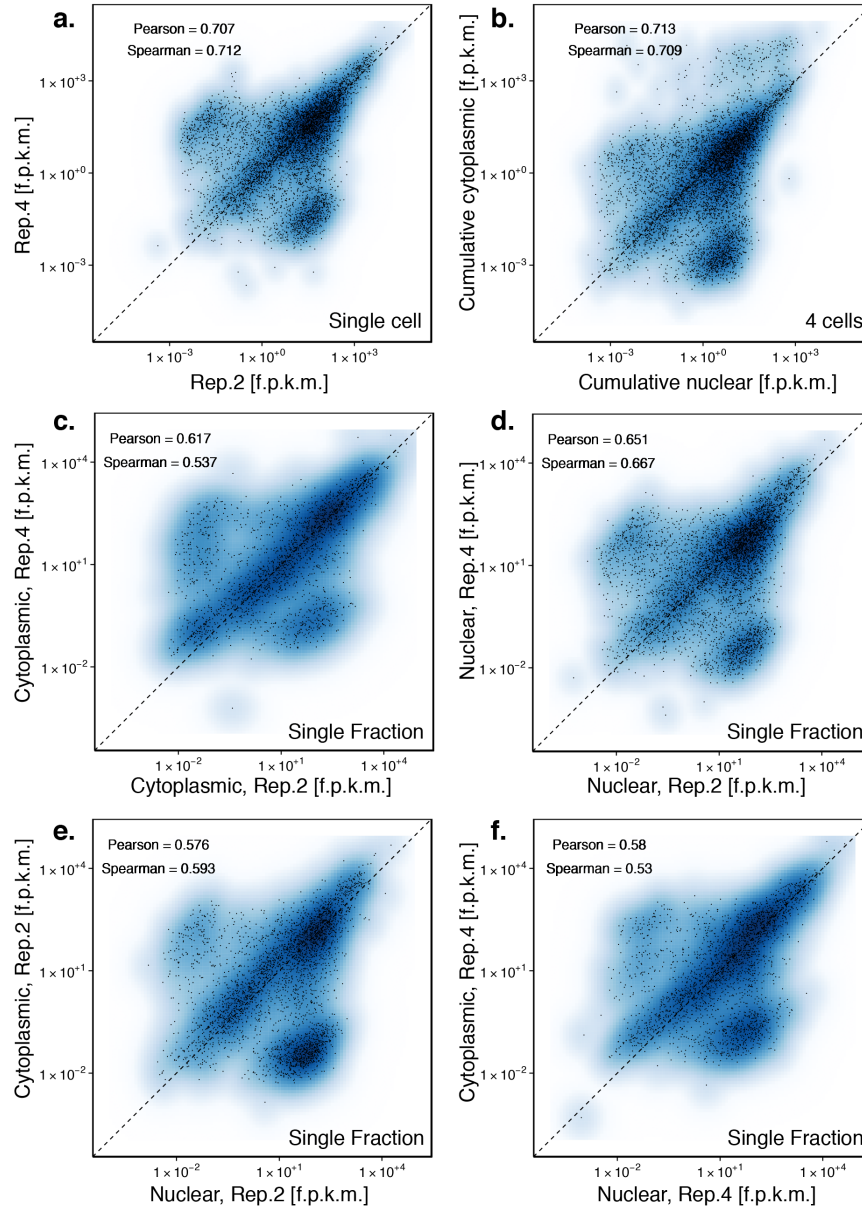 a.
Pearson = 0.707
Spearman = 0.712
Rep.4 [f.p.k.m.]
1 × 10+3
1 × 10+0
1 × 10−3
Single cell
1 × 10−3
1 × 10+0
1 × 10+3
Rep.2 [f.p.k.m.]
b.
Pearson = 0.713
Spearman = 0.709
Cumulative cytoplasmic [f.p.k.m.]
1 × 10+3
1 × 10+0
1 × 10−3
4 cells
1 × 10−3
1 × 10+0
1 × 10+3
Cumulative nuclear [f.p.k.m.]
c.
Pearson = 0.617
Spearman = 0.537
Cytoplasmic, Rep.4 [f.p.k.m.]
1 × 10+4
1 × 10+1
1 × 10−2
Single Fraction
1 × 10−2
1 × 10+1
1 × 10+4
Cytoplasmic, Rep.2 [f.p.k.m.]
d.
Pearson = 0.651
Spearman = 0.667
Nuclear, Rep.4 [f.p.k.m.]
1 × 10+4
1 × 10+1
1 × 10−2
Single Fraction
1 × 10−2
1 × 10+1
1 × 10+4
Nuclear, Rep.2 [f.p.k.m.]
e.
Pearson = 0.576
Spearman = 0.593
Cytoplasmic, Rep.2 [f.p.k.m.]
1 × 10+4
1 × 10+1
1 × 10−2
Single Fraction
1 × 10−2
1 × 10+1
1 × 10+4
Nuclear, Rep.2 [f.p.k.m.]
f.
Pearson = 0.58
Spearman = 0.53
Cytoplasmic, Rep.4 [f.p.k.m.]
1 × 10+4
1 × 10+1
1 × 10−2
Single Fraction
1 × 10−2
1 × 10+1
1 × 10+4
Nuclear, Rep.4 [f.p.k.m.]